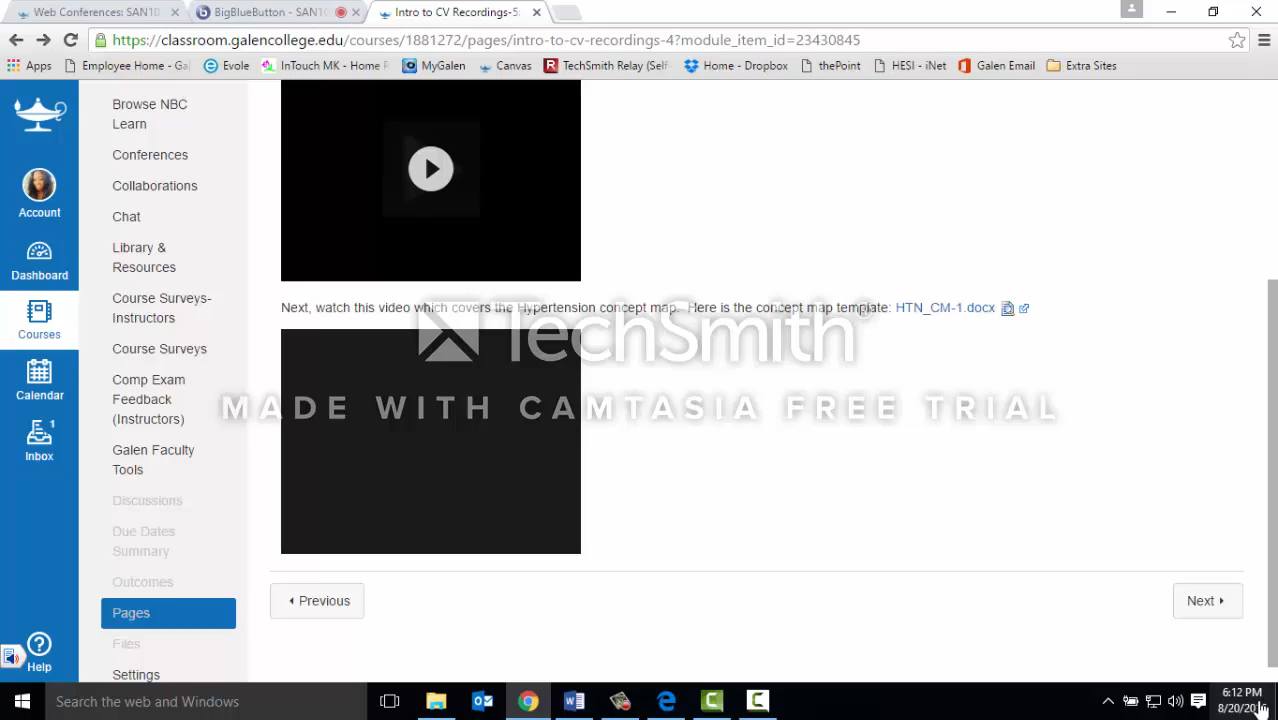 Web Conferences: SAN1D
BigBlueButton - SAN1D
Intro to CV Recordings-5:
https://classroom.galencollege.edu/courses/1881272/pages/intro-to-cv-recordings-4?module_item_id=23430845
Apps
Employee Home - Gal
Evolve
InTouch MK - Home P
MyGalen
Canvas
TechSmith Relay (Self-
Home - Dropbox
thePoint
HESI - iNet
Galen Email
Extra Sites
Account
Dashboard
Courses
Calendar
1
Inbox
Help
Browse NBC
Learn
Conferences
Collaborations
Chat
Library &
Resources
Course Surveys-
Instructors
Course Surveys
Comp Exam
Feedback
(Instructors)
Galen Faculty
Tools
Discussions
Due Dates
Summary
Outcomes
Pages
Files
Settings
Next, watch this video which covers the Hypertension concept map. Here is the concept map template: HTN_CM-1.docx
TechSmith
MADE WITH CAMTASIA FREE TRIAL
Previous
Next
Search the web and Windows
6:12 PM